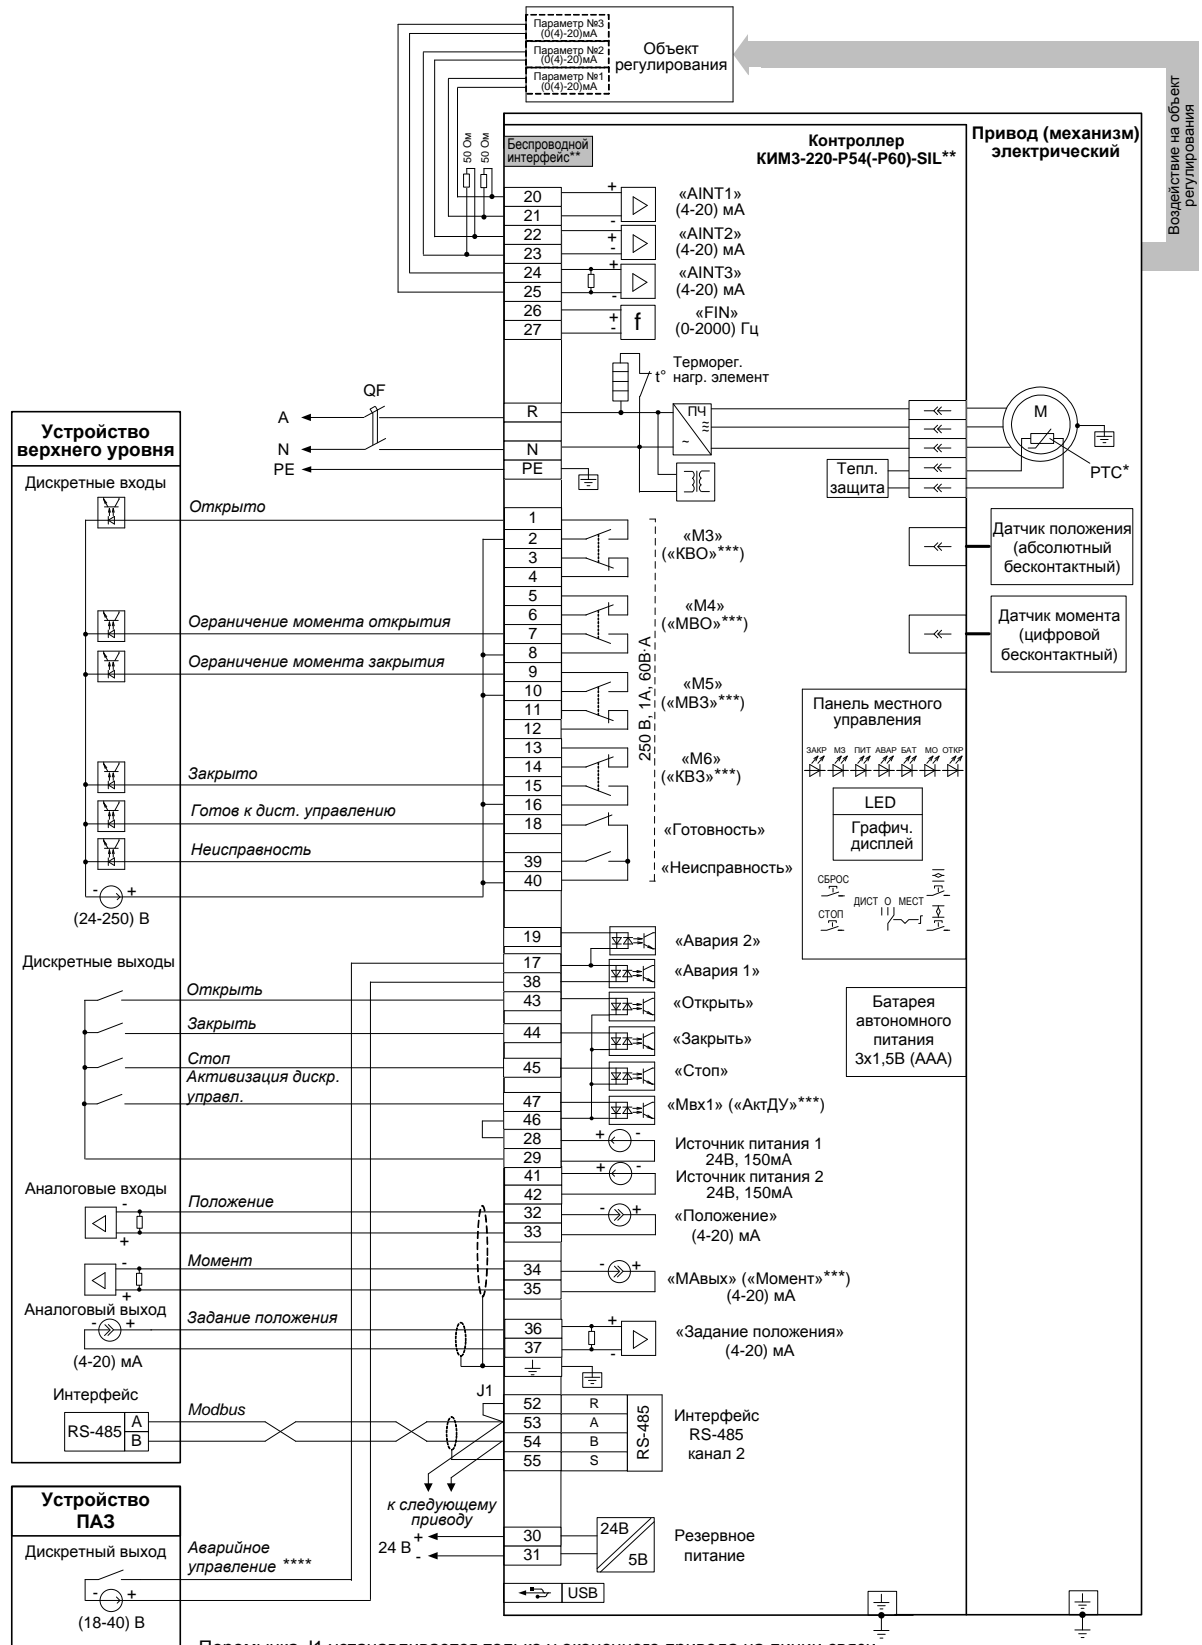 Параметр №3
(0(4)-20)мА
Параметр №2
(0(4)-20)мА
Параметр №1
(0(4)-20)мА
Объект
регулирования
Воздействие на объект
регулирования
50 Ом
50 Ом
Беспроводной
интерфейс**
Контроллер
КИМ3-220-Р54(-Р60)-SIL**
Привод (механизм)
электрический
20
21
22
23
24
25
26
27
+
-
«AINT1»
(4-20) мА
+
-
«AINT2»
(4-20) мА
+
-
«AINT3»
(4-20) мА
+
-
f
«FIN»
(0-2000) Гц
t°
Терморег.
нагр. элемент
QF
A
N
PE
R
N
PE
ПЧ
≈
~
Тепл.
защита
М
РТС*
Устройство
верхнего уровня
Дискретные входы
Открыто
Ограничение момента открытия
Ограничение момента закрытия
Закрыто
Готов к дист. управлению
Неисправность
- +
(24-250) В
1
2
3
4
5
6
7
8
9
10
11
12
13
14
15
16
18
39
40
250 В, 1А, 60В·А
«М3»
(«КВО»***)
«М4»
(«МВО»***)
«М5»
(«МВЗ»***)
«М6»
(«КВЗ»***)
«Готовность»
«Неисправность»
Датчик положения
(абсолютный
бесконтактный)
Датчик момента
(цифровой
бесконтактный)
Панель местного
управления
ЗАКР МЗ ПИТ АВАР БАТ МО ОТКР
LED
Графич.
дисплей
СБРОС
СТОП
ДИСТ О МЕСТ
Батарея
автономного
питания
3х1,5В (ААА)
Дискретные выходы
Открыть
Закрыть
Стоп
Активизация дискр.
управл.
19
17
38
43
44
45
47
46
28
29
41
42
32
33
34
35
36
37
«Авария 2»
«Авария 1»
«Открыть»
«Закрыть»
«Стоп»
«Мвх1» («АктДУ»***)
+ -
Источник питания 1
24В, 150мА
+ -
Источник питания 2
24В, 150мА
- +
«Положение»
(4-20) мА
- +
«МАвых» («Момент»***)
(4-20) мА
+
-
«Задание положения»
(4-20) мА
Аналоговые входы
-
+
Положение
-
+
Момент
Аналоговый выход
- +
Задание положения
(4-20) мА
Интерфейс
RS-485
A
B
Modbus
J1
52 R
53 A
54 B
55 S
RS-485
Интерфейс
RS-485
канал 2
к следующему
приводу
24 В
+
-
30
31
24В
5В
Резервное
питание
USB
Устройство
ПАЗ
Дискретный выход
Аварийное
управление ****
- +
(18-40) В